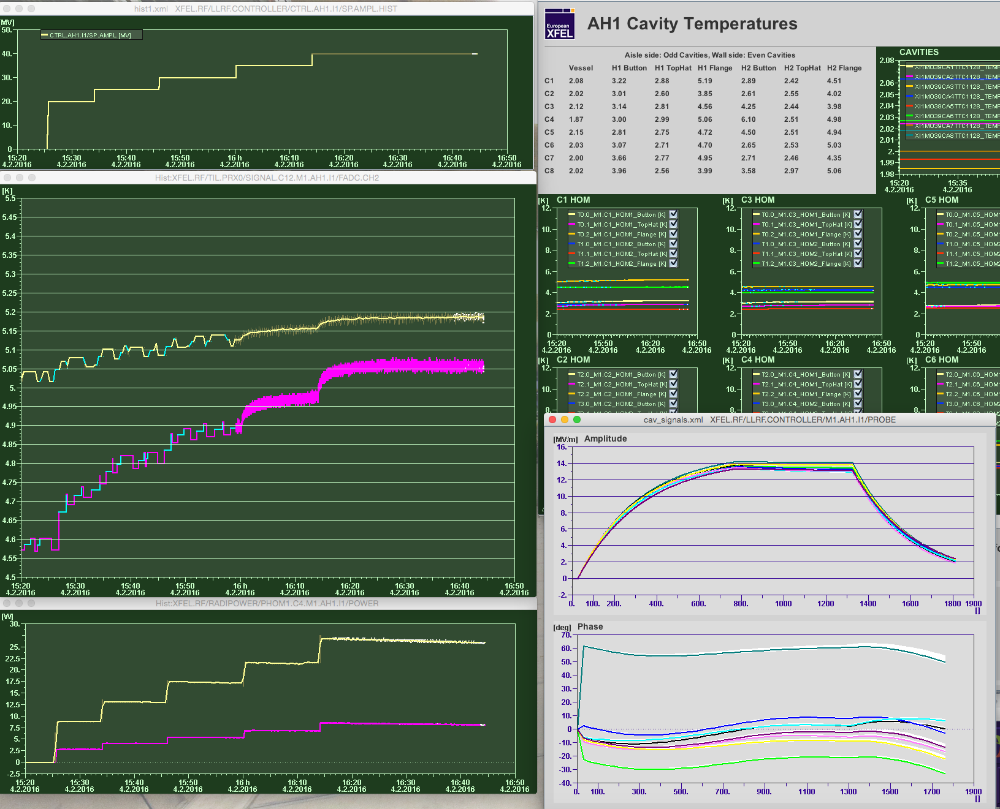 hist1.xml XFEL.RF/LLRF.CONTROLLER/CTRL.AH1.I1/SP.AMPL.HIST
[MV]
50.
CTRL.AH1.I1/SP.AMPL [MV]
40.
30.
20.
10.
0
15:20 15:30 15:40 15:50 16 h 16:10 16:20 16:30 16:40 16:50
4.2.2016 4.2.2016 4.2.2016 4.2.2016 4.2.2016 4.2.2016 4.2.2016 4.2.2016 4.2.2016 4.2.2016
Hist:XFEL.RF/TIL.PRX0/SIGNAL.C12.M1.AH1.I1/FADC.CH2
[K]
5.5
5.45
5.4
5.35
5.3
5.25
5.2
5.15
5.1
5.05
5.
4.95
4.9
4.85
4.8
4.75
4.7
4.65
4.6
4.55
4.5
15:20 15:30 15:40 15:50 16 h 16:10 16:20 16:30 16:40 16:50
4.2.2016 4.2.2016 4.2.2016 4.2.2016 4.2.2016 4.2.2016 4.2.2016 4.2.2016 4.2.2016 4.2.2016
Hist:XFEL.RF/RADIPOWER/PHOM1.C4.M1.AH1.I1/POWER
[W]
30.
25.
22.5
20.
17.5
15.
12.5
10.
7.5
5.
2.5
0
-2.5
15:20 15:30 15:40 15:50 16 h 16:10 16:20 16:30 16:40 16:50
4.2.2016 4.2.2016 4.2.2016 4.2.2016 4.2.2016 4.2.2016 4.2.2016 4.2.2016 4.2.2016 4.2.2016
European
XFEL
AH1 Cavity Temperatures
Aisle side: Odd Cavities, Wall side: Even Cavities
Vessel H1 Button H1 TopHat H1 Flange H2 Button H2 TopHat H2 Flange
C1 2.08 3.22 2.88 5.19 2.89 2.42 4.51
C2 2.02 3.01 2.60 3.85 2.61 2.55 4.02
C3 2.12 3.14 2.81 4.56 4.25 2.44 3.98
C4 1.87 3.00 2.99 5.06 6.10 2.51 4.98
C5 2.15 2.81 2.75 4.72 4.50 2.51 4.94
C6 2.03 3.07 2.71 4.70 2.65 2.53 5.03
C7 2.00 3.66 2.77 4.95 2.71 2.46 4.35
C8 2.02 3.96 2.56 3.99 3.58 2.97 5.06
CAVITIES
2.08
2.06
2.05
2.04
2.03
2.02
2.01
2.
1.99
1.98
XI1MO39CA1TTC1128_TEMP
XI1MO39CA2TTC1128_TEMP
XI1MO39CA3TTC1128_TEMP
XI1MO39CA4TTC1128_TEMP
XI1MO39CA5TTC1128_TEMP
XI1MO39CA6TTC1128_TEMP
XI1MO39CA7TTC1128_TEMP
XI1MO39CA8TTC1128_TEMP
15:20 15:35
4.2.2016 4.2.2016
[K] C1 HOM
12.
10.
8.
6.
4.
2.
0
T0.0_M1.C1_HOM1_Button [K]
T0.1_M1.C1_HOM1_TopHat [K]
T0.2_M1.C1_HOM1_Flange [K]
T1.0_M1.C1_HOM2_Button [K]
T1.1_M1.C1_HOM2_TopHat [K]
T1.2_M1.C1_HOM2_Flange [K]
15:20 15:50 16:20 16:50
4.2.2016 4.2.2016 4.2.2016 4.2.2016
[K] C3 HOM
12.
10.
8.
6.
4.
2.
0
T0.0_M1.C3_HOM1_Button [K]
T0.1_M1.C3_HOM1_TopHat [K]
T0.2_M1.C3_HOM1_Flange [K]
T1.0_M1.C3_HOM2_Button [K]
T1.1_M1.C3_HOM2_TopHat [K]
T1.2_M1.C3_HOM2_Flange [K]
15:20 15:50 16:20 16:50
4.2.2016 4.2.2016 4.2.2016 4.2.2016
[K] C5 HOM
12.
10.
8.
6.
4.
2.
0
T0.0_M1.C5_HOM1
T0.1_M1.C5_HOM1
T0.2_M1.C5_HOM1
T1.0_M1.C5_HOM2
T1.1_M1.C5_HOM2
T1.2_M1.C5_HOM2
15:20 15:50
4.2.2016 4.2.2016
[K] C2 HOM
12.
10.
8.
T2.0_M1.C2_HOM1_Button [K]
T2.1_M1.C2_HOM1_TopHat [K]
T2.2_M1.C2_HOM1_Flange [K]
T3.0_M1.C2_HOM2_Button [K]
[K] C4 HOM
12.
10.
8.
T2.0_M1.C4_HOM1_Button [K]
T2.1_M1.C4_HOM1_TopHat [K]
T2.2_M1.C4_HOM1_Flange [K]
T3.0_M1.C4_HOM2_Button [K]
[K] C6 HOM
12.
10.
8.
T2.0_M1.C6_HOM1
T2.1_M1.C6_HOM1
T2.2_M1.C6_HOM1
T3.0_M1.C6_HOM2
cav_signals.xml XFEL.RF/LLRF.CONTROLLER/M1.AH1.I1/PROBE
[MV/m] Amplitude
16.
14.
12.
10.
8.
6.
4.
2.
0
-2.
0. 100. 200. 400. 600. 800. 1000 1200 1400 1600 1800 1900
[]
[deg] Phase
70.
60.
50.
40.
30.
20.
10.
0
-10.
-20.
-30.
-40.
0. 100. 300. 500. 700. 900. 1100 1300 1500 1700 1900
[]